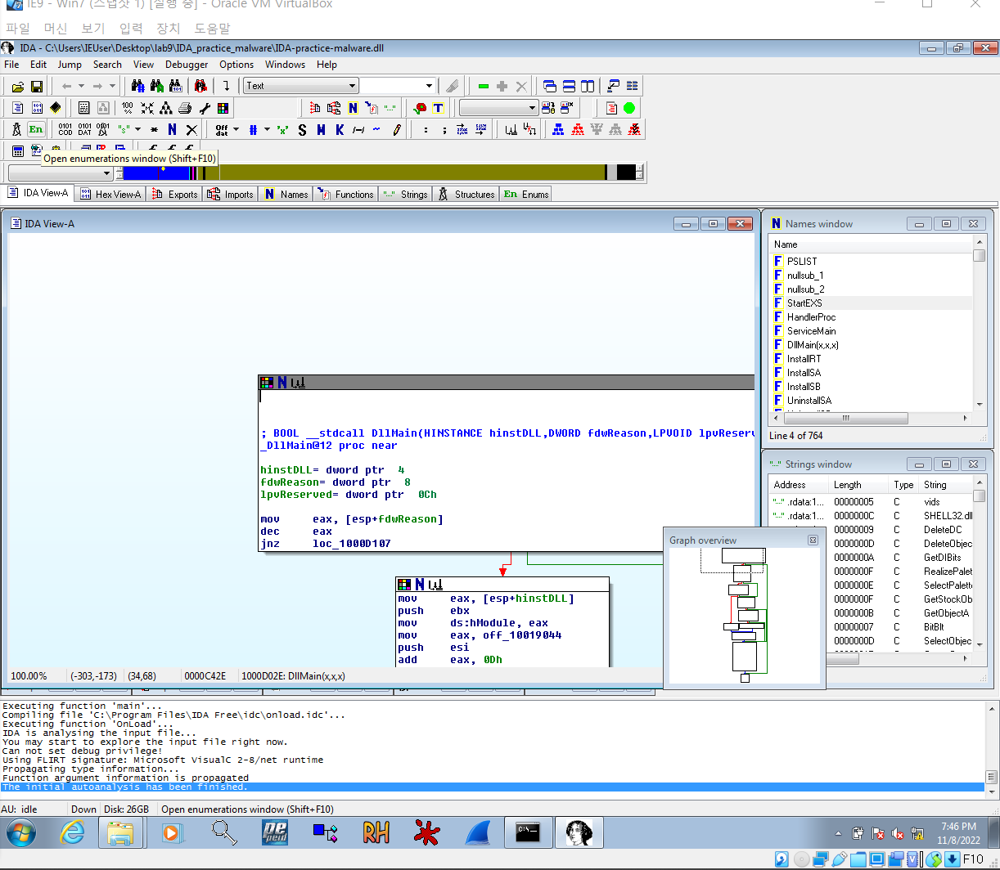 IE9 - Win7 (스냅샷 1) [실행 중] - Oracle VM VirtualBox
파일 머신 보기 입력 장치 도움말
IDA - C:\Users\IEUser\Desktop\lab9\IDA_practice_malware\IDA-practice-malware.dll
File Edit Jump Search View Debugger Options Windows Help
Text
Open enumerations window (Shift+F10)
IDA View-A Hex View-A Exports Imports Names Functions Strings Structures En Enums
IDA View-A
; BOOL __stdcall DllMain(HINSTANCE hinstDLL,DWORD fdwReason,LPVOID lpvReserv
_DllMain@12 proc near
hinstDLL= dword ptr 4
fdwReason= dword ptr 8
lpvReserved= dword ptr 0Ch
mov eax, [esp+fdwReason]
dec eax
jnz loc_1000D107
mov eax, [esp+hinstDLL]
push ebx
mov ds:hModule, eax
mov eax, off_10019044
push esi
add eax, 0Dh
100.00% (-303,-173) (34,68) 0000C42E 1000D02E: DllMain(x,x,x)
Names window
Name
PSLIST
nullsub_1
nullsub_2
StartEXS
HandlerProc
ServiceMain
DllMain(x,x,x)
InstallRT
InstallSA
InstallSB
UninstallSA
Line 4 of 764
Strings window
Address Length Type String
.rdata:1... 00000005 C vids
.rdata:1... 0000000C C SHELL32.dll
00000009 C DeleteDC
0000000D C DeleteObjec
0000000A C GetDIBits
0000000F C RealizePalet
0000000E C SelectPalett
0000000F C GetStockOb
0000000B C GetObjectA
00000007 C BitBlt
0000000D C SelectObjec
Graph overview
Executing function 'main'...
Compiling file 'C:\Program Files\IDA Free\idc\onload.idc'...
Executing function 'OnLoad'...
IDA is analysing the input file...
You may start to explore the input file right now.
Can not set debug privilege!
Using FLIRT signature: Microsoft VisualC 2-8/net runtime
Propagating type information...
Function argument information is propagated
The initial autoanalysis has been finished.
AU: idle Down Disk: 26GB Open enumerations window (Shift+F10)
7:46 PM
11/8/2022
F10